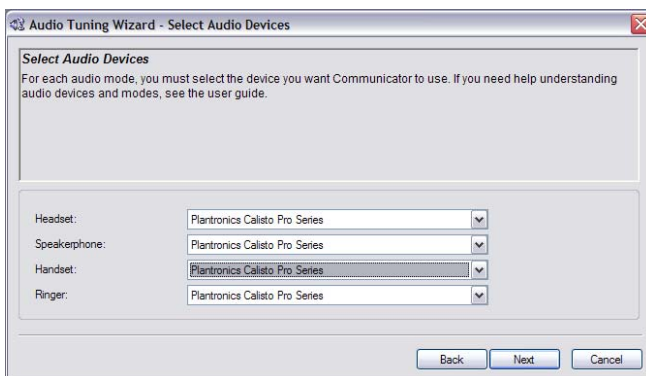 Audio Tuning Wizard - Select Audio Devices
Select Audio Devices
For each audio mode, you must select the device you want Communicator to use. If you need help understanding
audio devices and modes, see the user guide.
Headset: Plantronics Calisto Pro Series
Speakerphone: Plantronics Calisto Pro Series
Handset: Plantronics Calisto Pro Series
Ringer: Plantronics Calisto Pro Series
Back Next Cancel